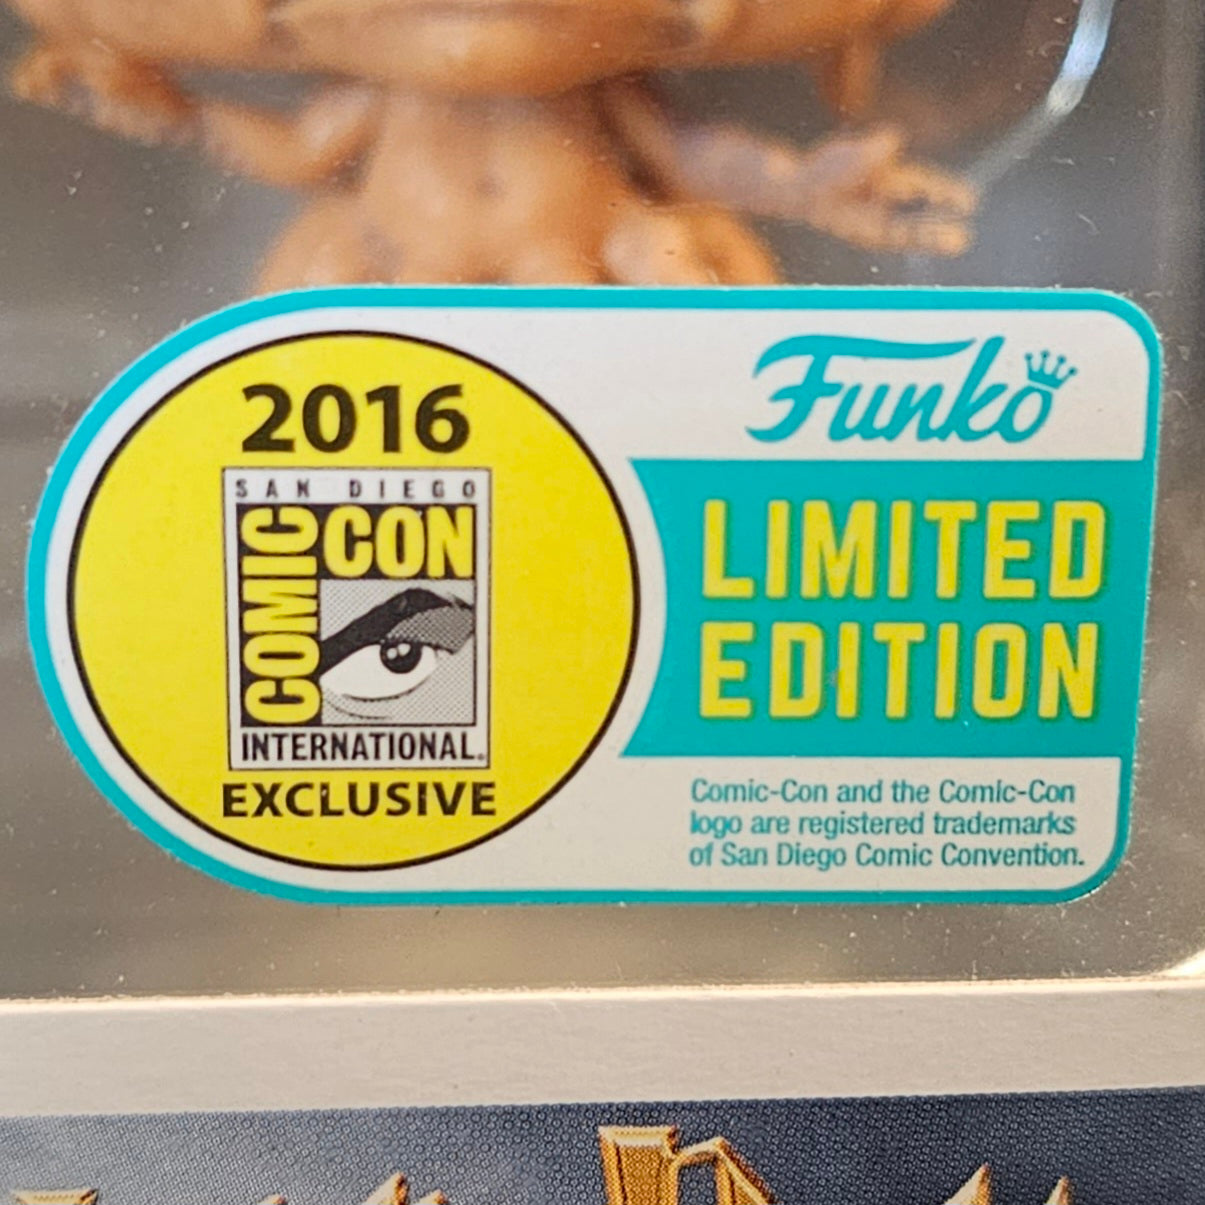 2016
SAN DIEGO
COMIC CON
INTERNATIONAL.
EXCLUSIVE
Funko
LIMITED
EDITION
Comic-Con and the Comic-Con
logo are registered trademarks
of San Diego Comic Convention.